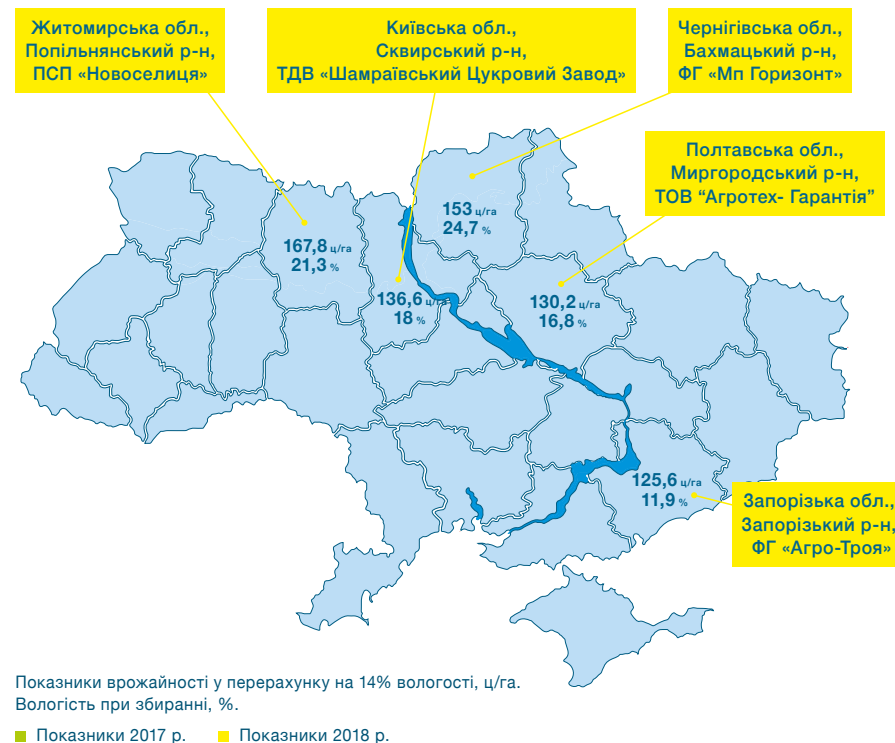 Житомирська обл.,
Попільнянський р-н,
ПСП «Новоселиця»
Київська обл.,
Сквирський р-н,
ТДВ «Шамраївський Цукровий Завод»
Чернігівська обл.,
Бахмацький р-н,
ФГ «Мп Горизонт»
Полтавська обл.,
Миргородський р-н,
ТОВ “Агротех- Гарантія”
153 ц/га
24,7 %
167,8 ц/га
21,3 %
136,6 ц/га
18 %
130,2 ц/га
16,8 %
125,6 ц/га
11,9 %
Запорізька обл.,
Запорізький р-н,
ФГ «Агро-Троя»
Показники врожайності у перерахунку на 14% вологості, ц/га.
Вологість при збиранні, %.
Показники 2017 р. Показники 2018 р.